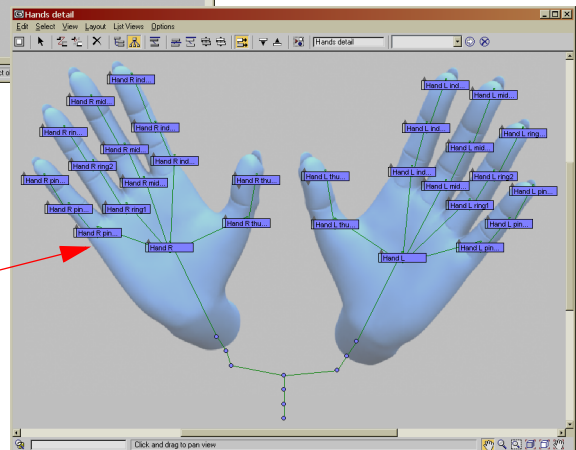 Hands detail
Edit Select View Layout List Views Options
Hands detail
ct ol
Hand R ind...
Hand L ind...
Hand R mid...
Hand L mid...
Hand R rin...
Hand R ind...
Hand L ind...
Hand L ring...
Hand R mid...
Hand L mid...
Hand R ring2
Hand R ind...
Hand L ind...
Hand L ring2
Hand R pin...
Hand R mid...
Hand R thu...
Hand L thu...
Hand L mid...
Hand L pin...
Hand R pin...
Hand R ring1
Hand L ring1
Hand R thu...
Hand L thu...
Hand L pin...
Hand R pin...
Hand R
Hand L pin...
Hand L
Click and drag to pan view